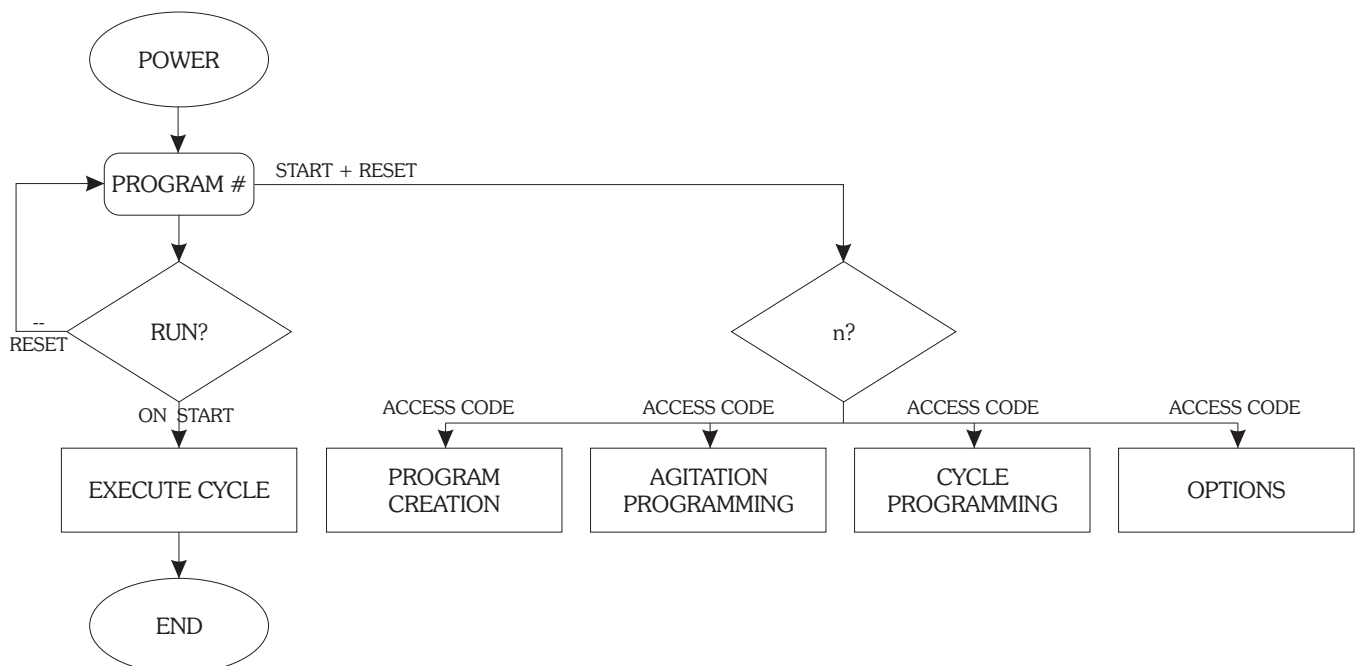 POWER
PROGRAM #
START + RESET
--
RESET
RUN?
n?
ON START
ACCESS CODE
ACCESS CODE
ACCESS CODE
ACCESS CODE
EXECUTE CYCLE
PROGRAM
CREATION
AGITATION
PROGRAMMING
CYCLE
PROGRAMMING
OPTIONS
END